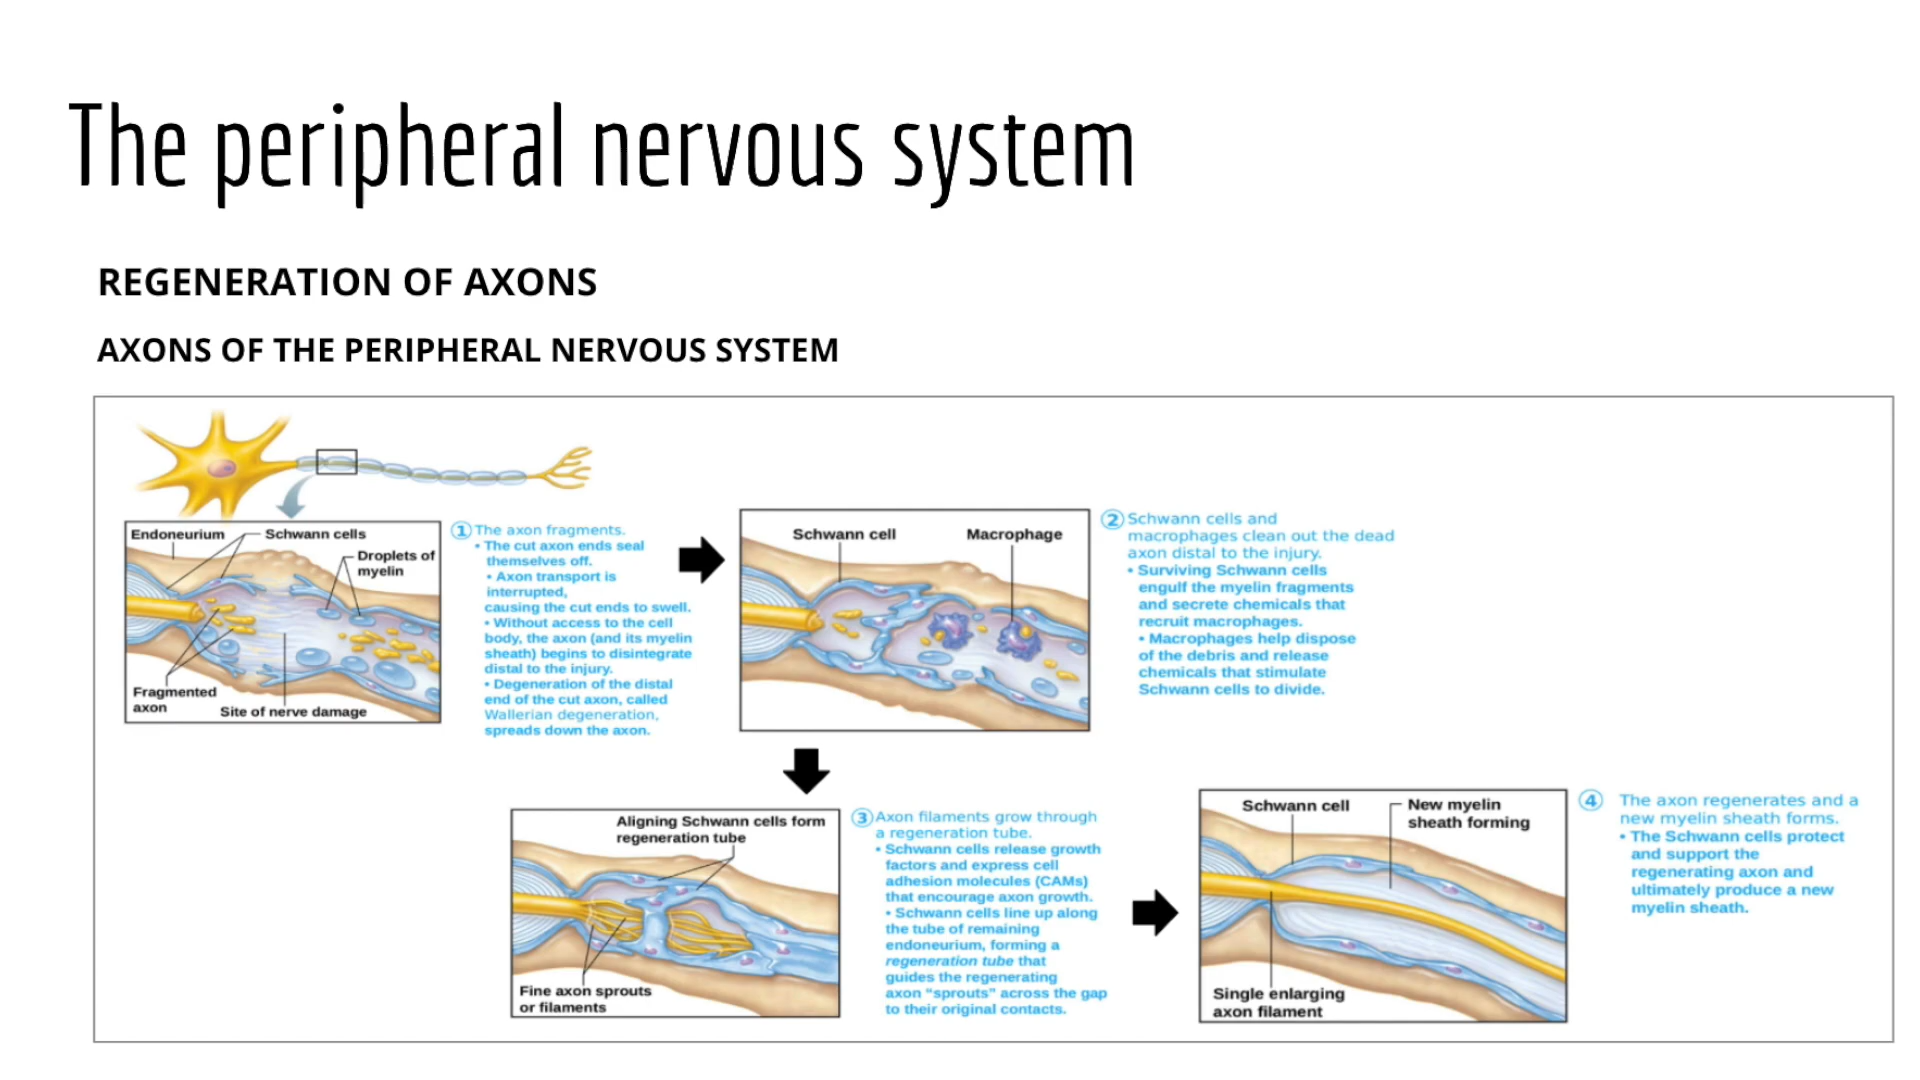 The peripheral nervous system
REGENERATION OF AXONS
AXONS OF THE PERIPHERAL NERVOUS SYSTEM
Endoneurium
Schwann cells
Droplets of
myelin
Fragmented
axon
Site of nerve damage
1 The axon fragments.
• The cut axon ends seal
themselves off.
• Axon transport is
interrupted,
causing the cut ends to swell.
• Without access to the cell
body, the axon (and its myelin
sheath) begins to disintegrate
distal to the injury.
• Degeneration of the distal
end of the cut axon, called
Wallerian degeneration,
spreads down the axon.
Schwann cell
Macrophage
2 Schwann cells and
macrophages clean out the dead
axon distal to the injury.
• Surviving Schwann cells
engulf the myelin fragments
and secrete chemicals that
recruit macrophages.
• Macrophages help dispose
of the debris and release
chemicals that stimulate
Schwann cells to divide.
Aligning Schwann cells form
regeneration tube
Fine axon sprouts
or filaments
3 Axon filaments grow through
a regeneration tube.
• Schwann cells release growth
factors and express cell
adhesion molecules (CAMs)
that encourage axon growth.
• Schwann cells line up along
the tube of remaining
endoneurium, forming a
regeneration tube that
guides the regenerating
axon “sprouts” across the gap
to their original contacts.
Schwann cell
New myelin
sheath forming
Single enlarging
axon filament
4 The axon regenerates and a
new myelin sheath forms.
• The Schwann cells protect
and support the
regenerating axon and
ultimately produce a new
myelin sheath.